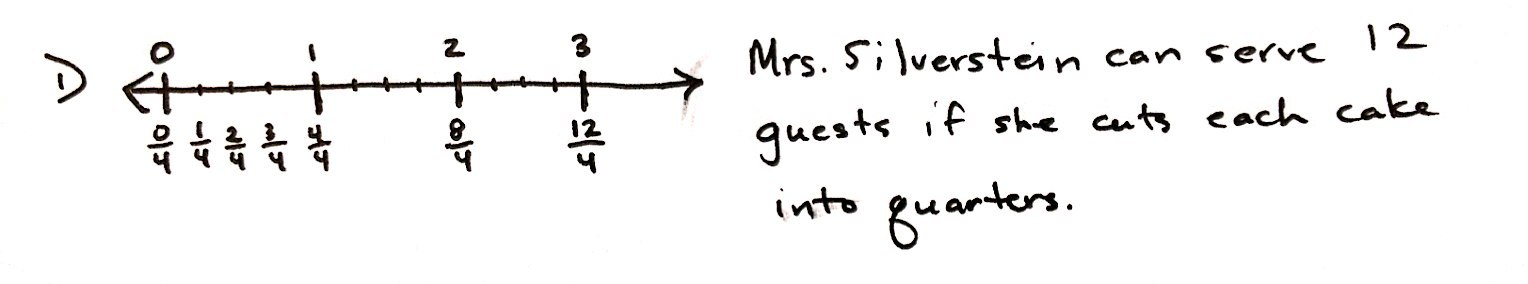 D) 0 1 2 3
0/4 1/4 2/4 3/4 4/4 8/4 12/4
Mrs. Silverstein can serve 12
guests if she cuts each cake
into quarters.